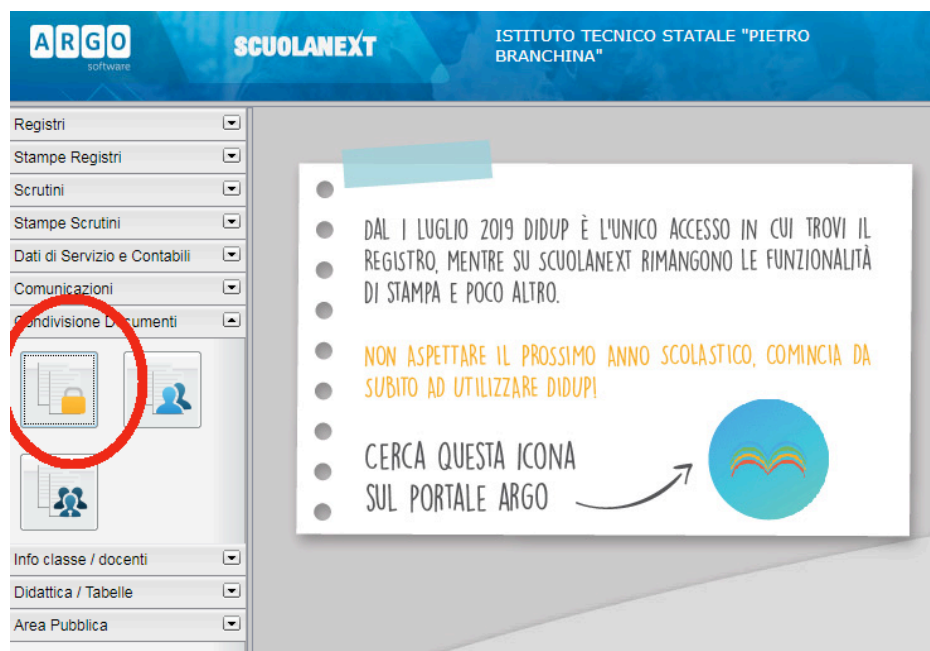 ARGO
software
SCUOLANEXT
ISTITUTO TECNICO STATALE "PIETRO
BRANCHINA"
Registri
Stampe Registri
Scrutini
Stampe Scrutini
Dati di Servizio e Contabili
Comunicazioni
Condivisione Documenti
Info classe / docenti
Didattica / Tabelle
Area Pubblica
DAL 1 LUGLIO 2019 DIDUP È L'UNICO ACCESSO IN CUI TROVI IL
REGISTRO, MENTRE SU SCUOLANEXT RIMANGONO LE FUNZIONALITÀ
DI STAMPA E POCO ALTRO.
NON ASPETTARE IL PROSSIMO ANNO SCOLASTICO, COMINCIA DA
SUBITO AD UTILIZZARE DIDUP!
CERCA QUESTA ICONA
SUL PORTALE ARGO